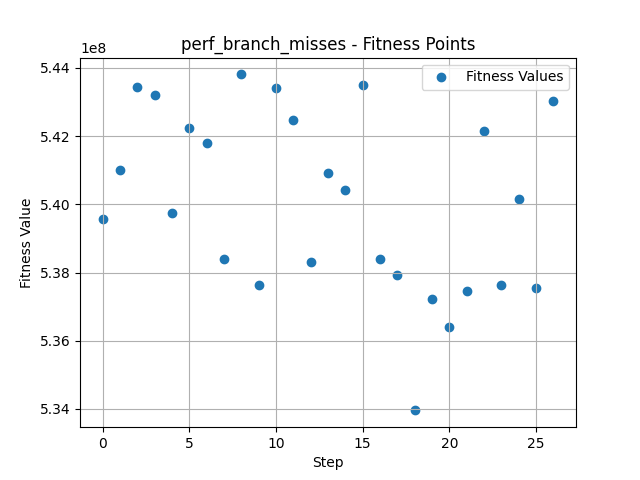 perf_branch_misses - Fitness Points
1e8
Fitness Values
5.44
5.42
5.40
5.38
5.36
5.34
Fitness Value
0 5 10 15 20 25
Step